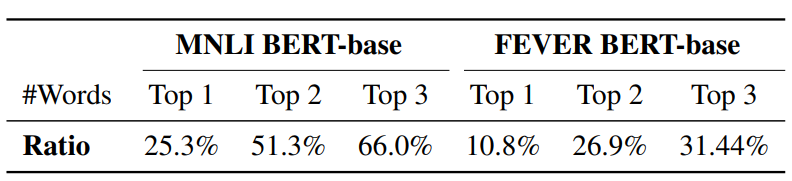 MNLI BERT-base FEVER BERT-base
#Words Top 1 Top 2 Top 3 Top 1 Top 2 Top 3
Ratio 25.3% 51.3% 66.0% 10.8% 26.9% 31.44%